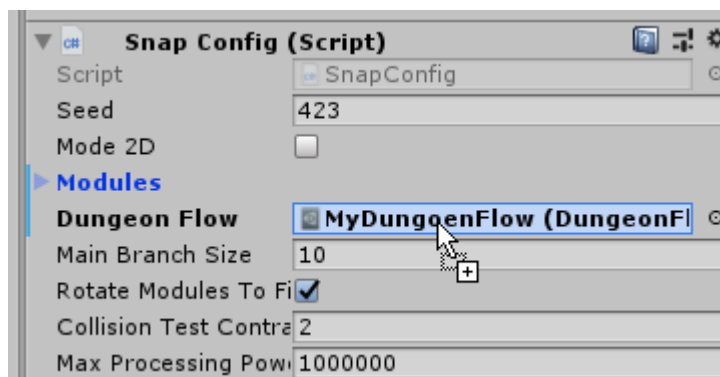 c# Snap Config (Script)
Script SnapConfig
Seed 423
Mode 2D
Modules
Dungeon Flow MyDungoenFlow (DungeonFl
Main Branch Size 10
Rotate Modules To Fi
Collision Test Contra 2
Max Processing Pow 1000000